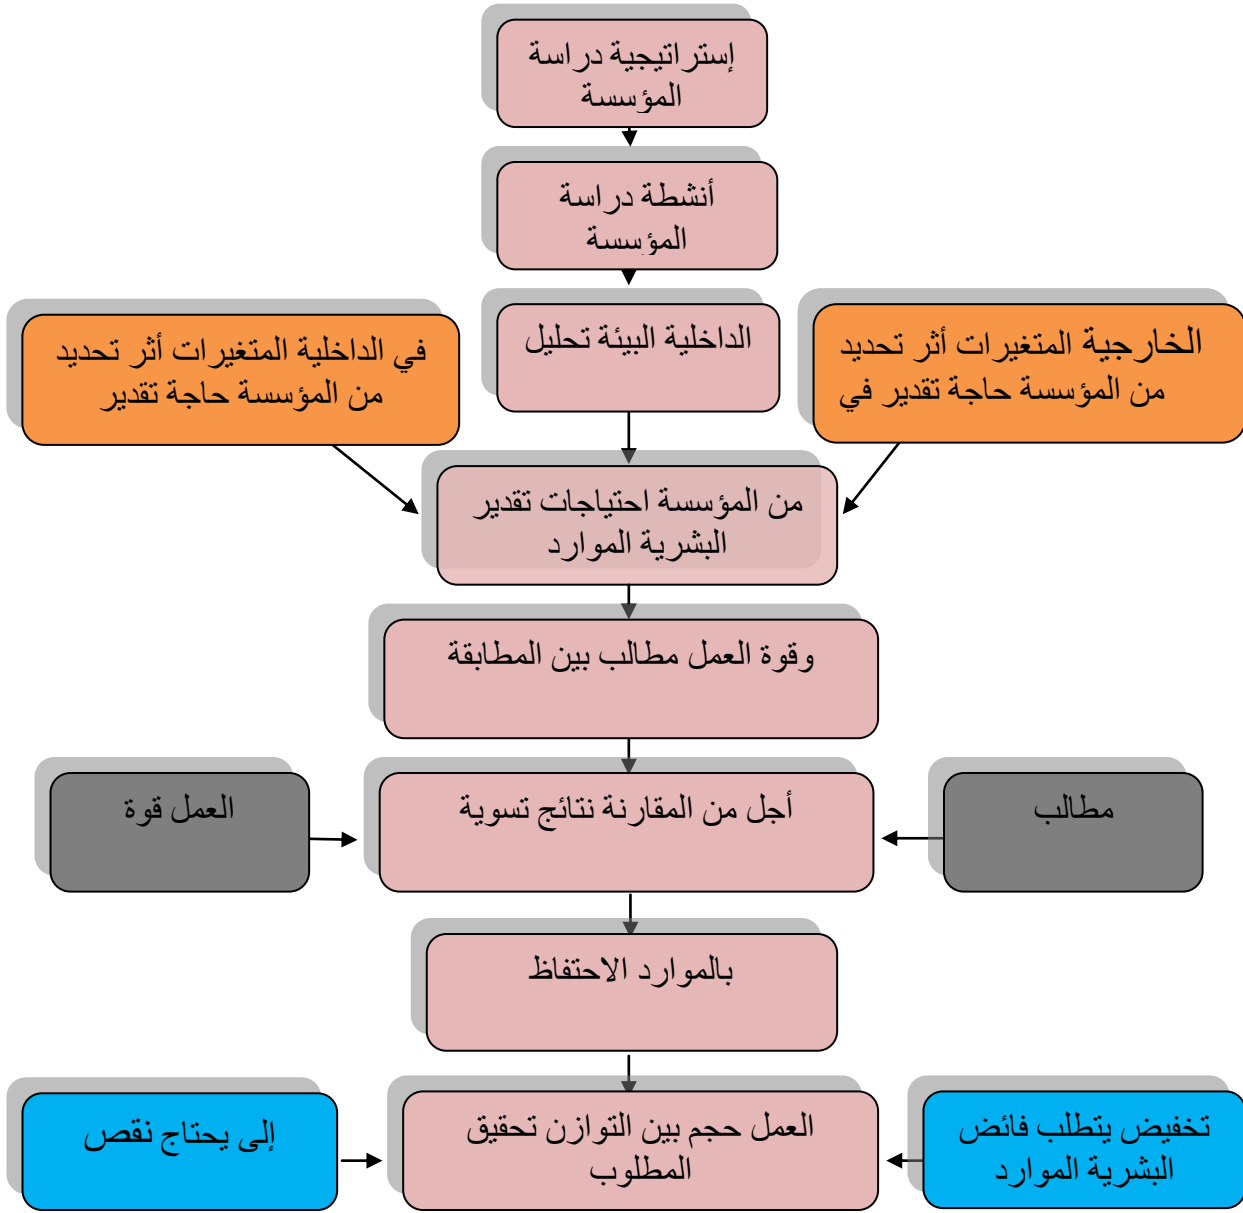 إستراتيجية دراسة
المؤسسة
أنشطة دراسة
المؤسسة
الداخلية البيئة تحليل
الخارجية المتغيرات أثر تحديد
من المؤسسة حاجة تقدير في
في الداخلية المتغيرات أثر تحديد
من المؤسسة حاجة تقدير
من المؤسسة احتياجات تقدير
البشرية الموارد
وقوة العمل مطالب بين المطابقة
مطالب
أجل من المقارنة نتائج تسوية
العمل قوة
بالموارد الاحتفاظ
تخفيض يتطلب فائض
البشرية الموارد
العمل حجم بين التوازن تحقيق
المطلوب
إلى يحتاج نقص